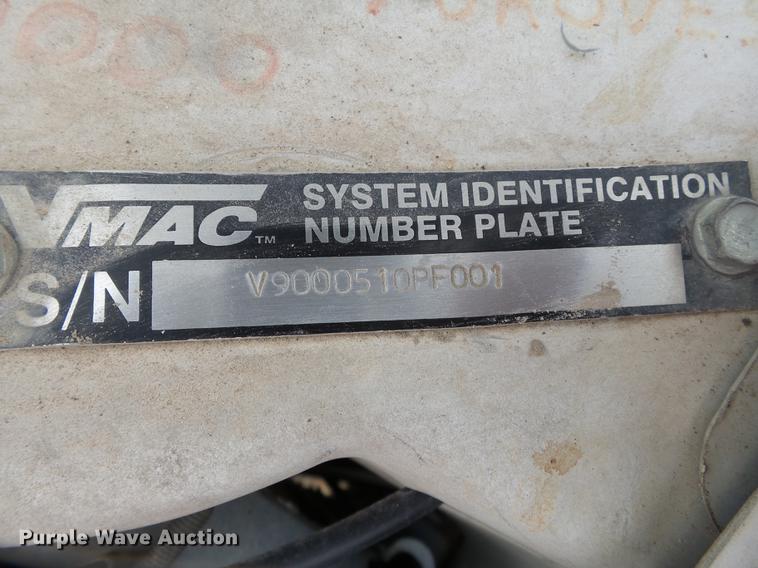 VMAC™ SYSTEM IDENTIFICATION
NUMBER PLATE
S/N V9000510PF001
Purple Wave Auction®